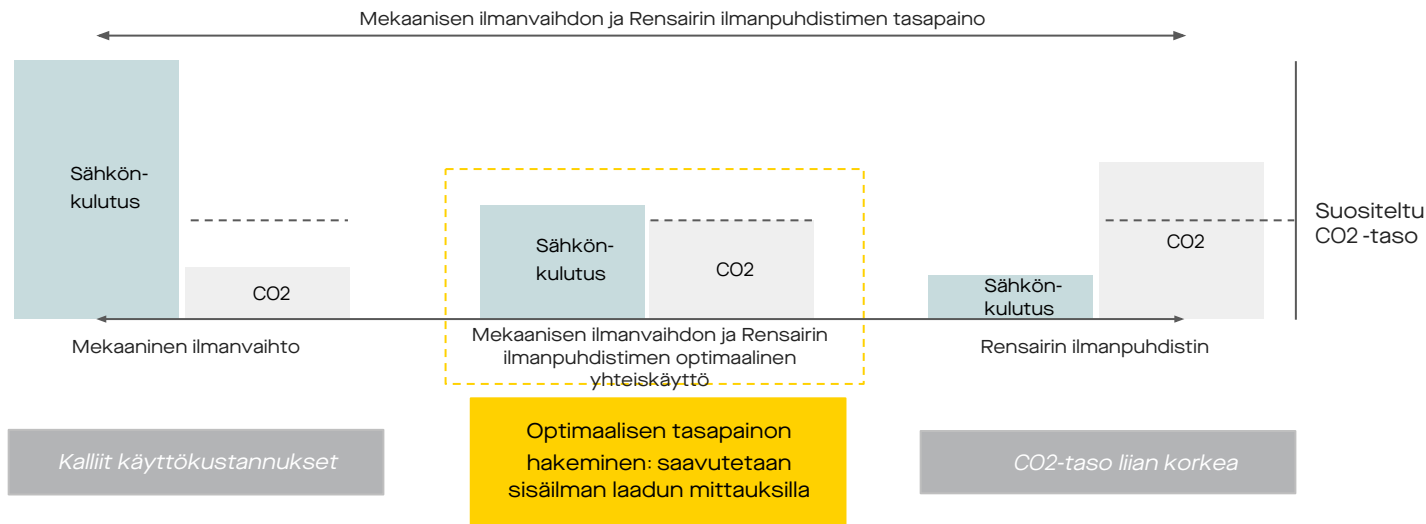 Mekaanisen ilmanvaihdon ja Rensairin ilmanpuhdistimen tasapaino
Sähkön-
kulutus
CO2
Sähkön-
kulutus
CO2
Sähkön-
kulutus
CO2
Suositeltu
CO2 -taso
Mekaaninen ilmanvaihto
Mekaanisen ilmanvaihdon ja Rensairin
ilmanpuhdistimen optimaalinen
yhteiskäyttö
Rensairin ilmanpuhdistin
Kalliit käyttökustannukset
Optimaalisen tasapainon
hakeminen: saavutetaan
sisäilman laadun mittauksilla
CO2-taso liian korkea